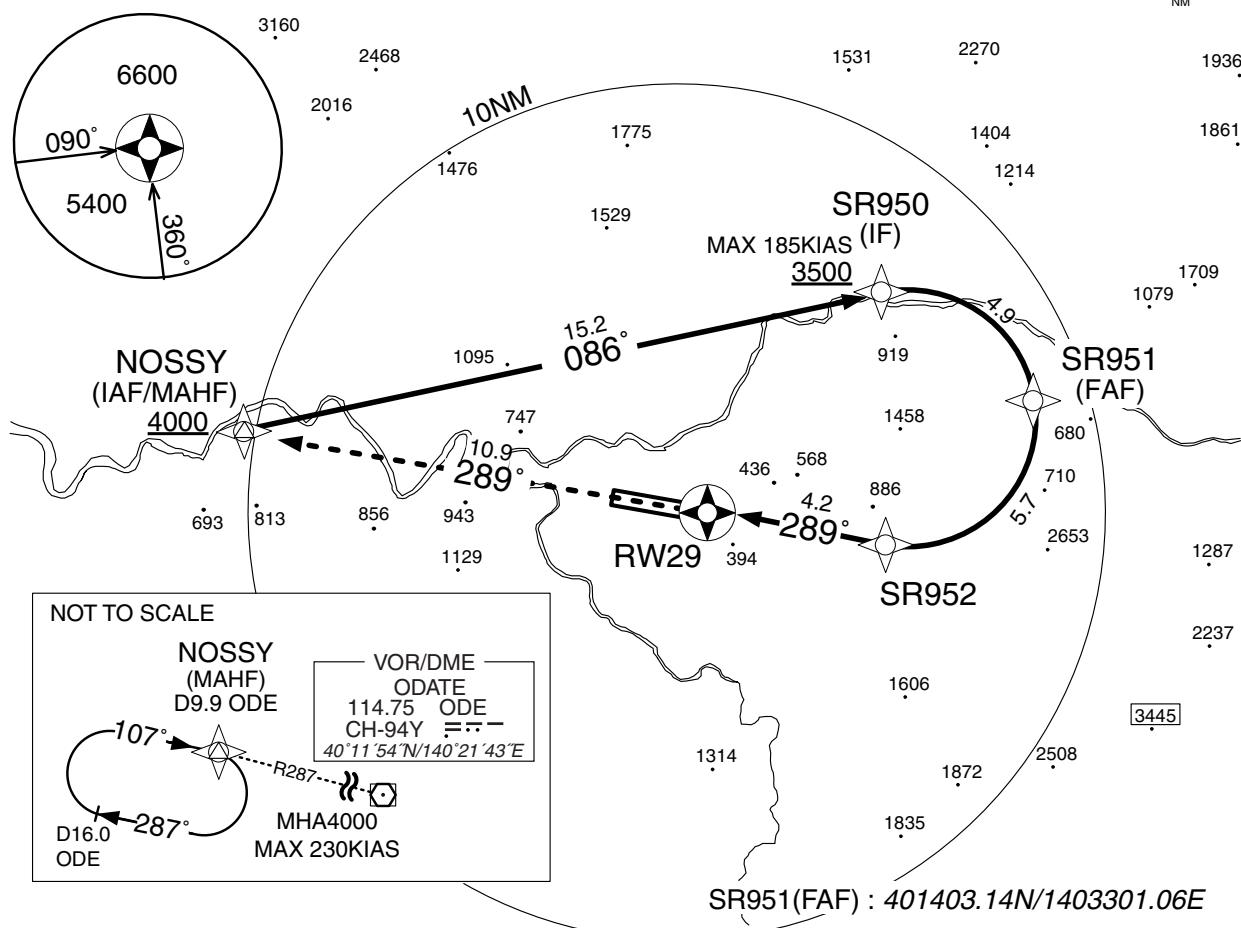 NM
3160
2468
2016
1531
2270
1936
6600
090°
5400
360°
10NM
1775
1476
1404
1861
1214
1529
SR950
(IF)
MAX 185KIAS
3500
1709
1079
4.9
15.2
086°
919
NOSSY
(IAF/MAHF)
4000
1095
SR951
(FAF)
747
1458
680
10.9
289°
436
568
886
710
4.2
289°
5.7
693
813
856
943
RW29
394
2653
1129
1287
SR952
NOT TO SCALE
NOSSY
(MAHF)
D9.9 ODE
VOR/DME
ODATE
114.75 ODE
CH-94Y
40°11´54˝N/140°21´43˝E
107°
R287
287°
D16.0
ODE
MHA4000
MAX 230KIAS
2237
1606
3445
1314
2508
1872
1835
SR951(FAF) : 401403.14N/1403301.06E